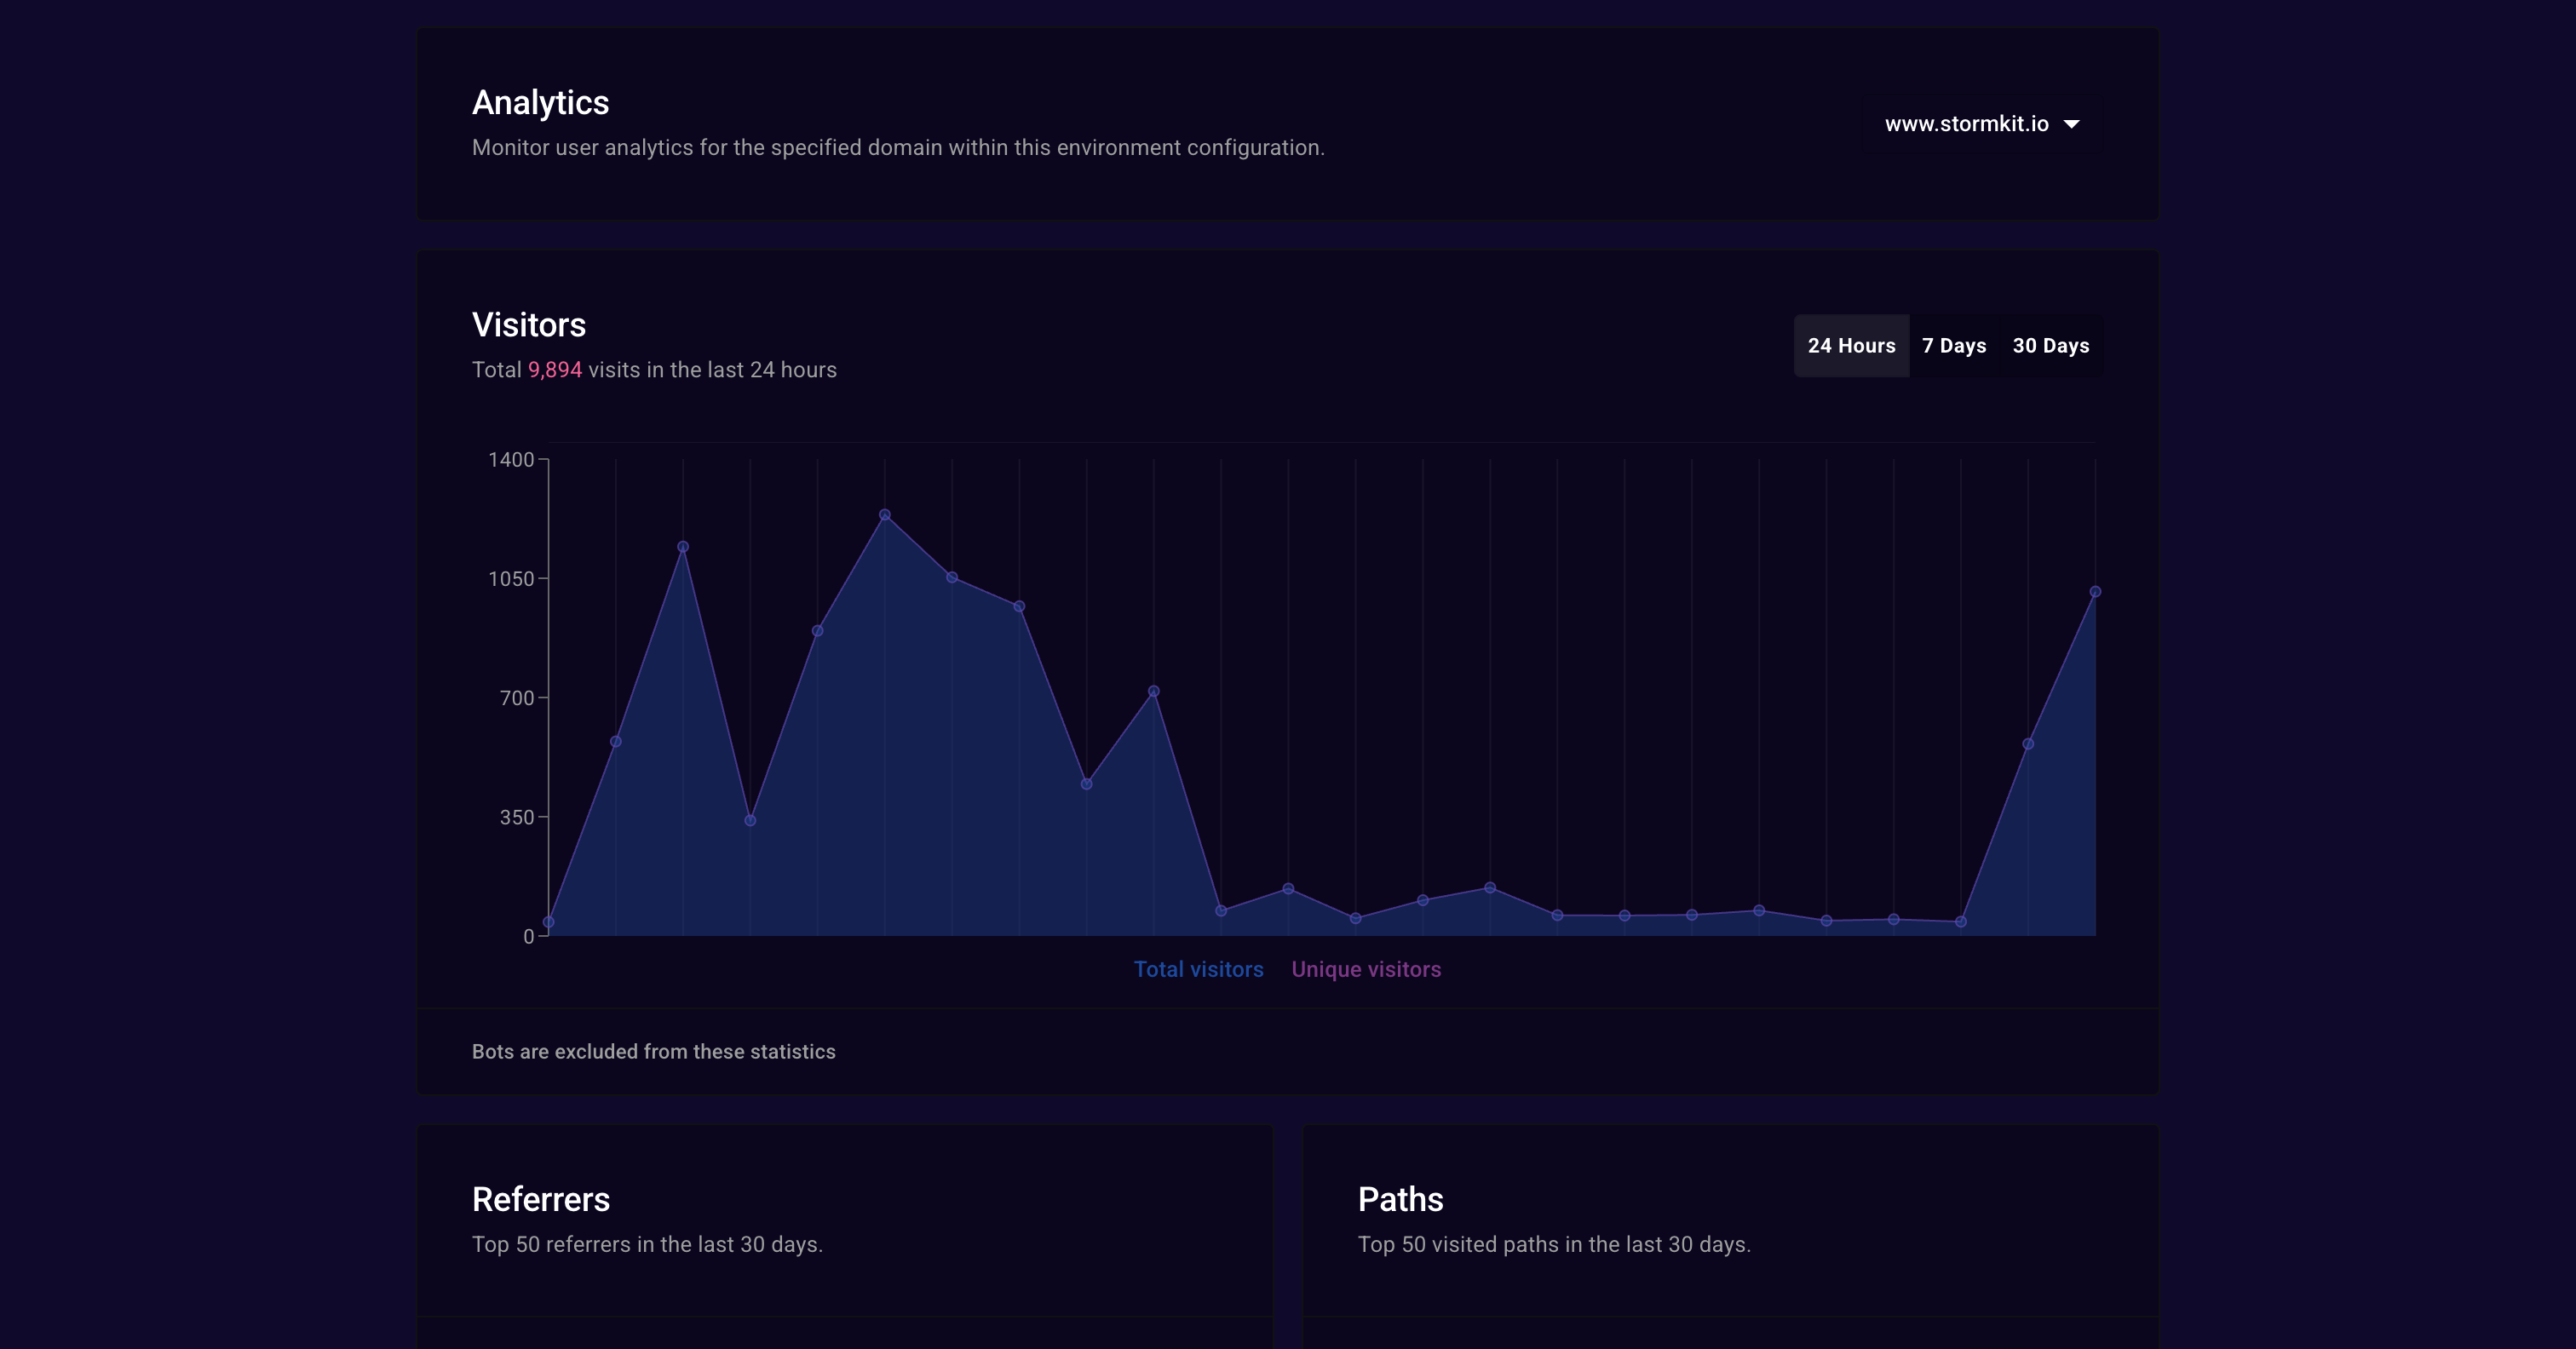 Analytics
Monitor user analytics for the specified domain within this environment configuration.
www.stormkit.io
Visitors
Total 9,894 visits in the last 24 hours
24 Hours 7 Days 30 Days
1400
1050
700
350
0
Total visitors Unique visitors
Bots are excluded from these statistics
Referrers
Top 50 referrers in the last 30 days.
Paths
Top 50 visited paths in the last 30 days.